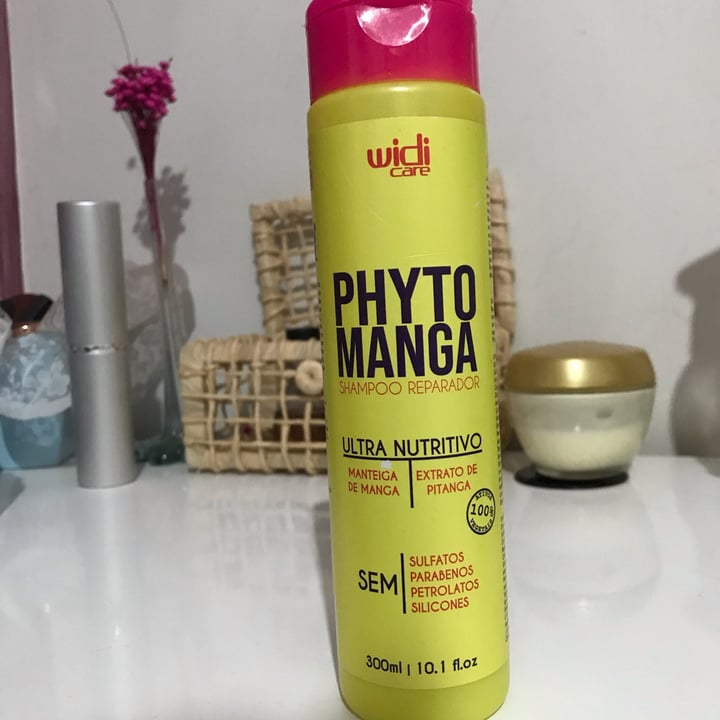 widi
care
PHYTO
MANGA
SHAMPOO REPARADOR
ULTRA NUTRITIVO
MANTEIGA
DE MANGA
EXTRATO DE
PITANGA
100%
VEGETAIS
SEM
SULFATOS
PARABENOS
PETROLATOS
SILICONES
300ml | 10.1 fl.oz